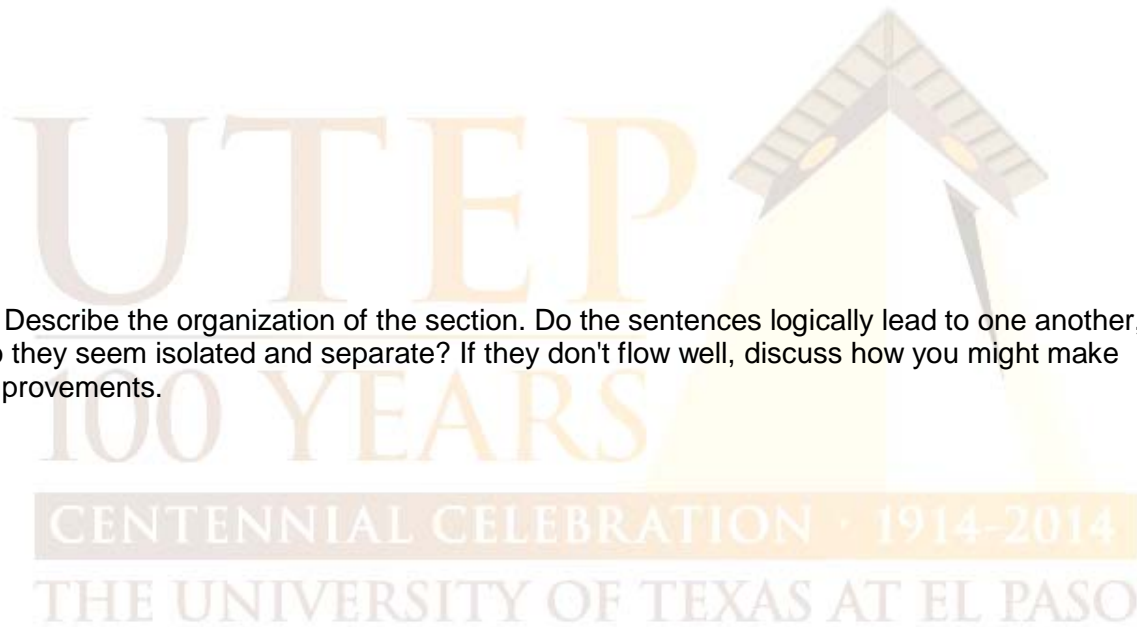 UTEP
Describe the organization of the section. Do the sentences logically lead to one another,
they seem isolated and separate? If they don't flow well, discuss how you might make
provements.
100 YEARS
CENTENNIAL CELEBRATION · 1914-2014
THE UNIVERSITY OF TEXAS AT EL PASO